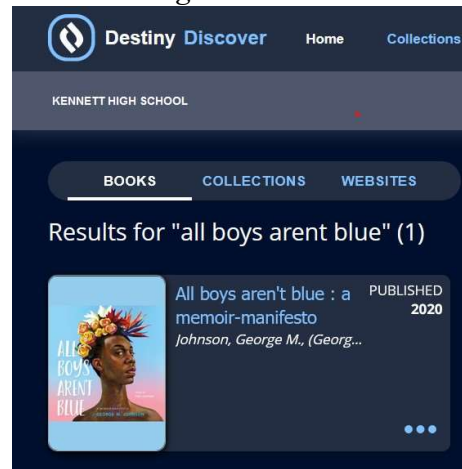 Destiny Discover Home Collections
KENNETT HIGH SCHOOL
BOOKS COLLECTIONS WEBSITES
Results for "all boys arent blue" (1)
All boys aren't blue : a memoir-manifesto
Johnson, George M., (Georg...
PUBLISHED
2020
ALL
BOYS
AREN'T
BLUE
GEORGE M. JOHNSON